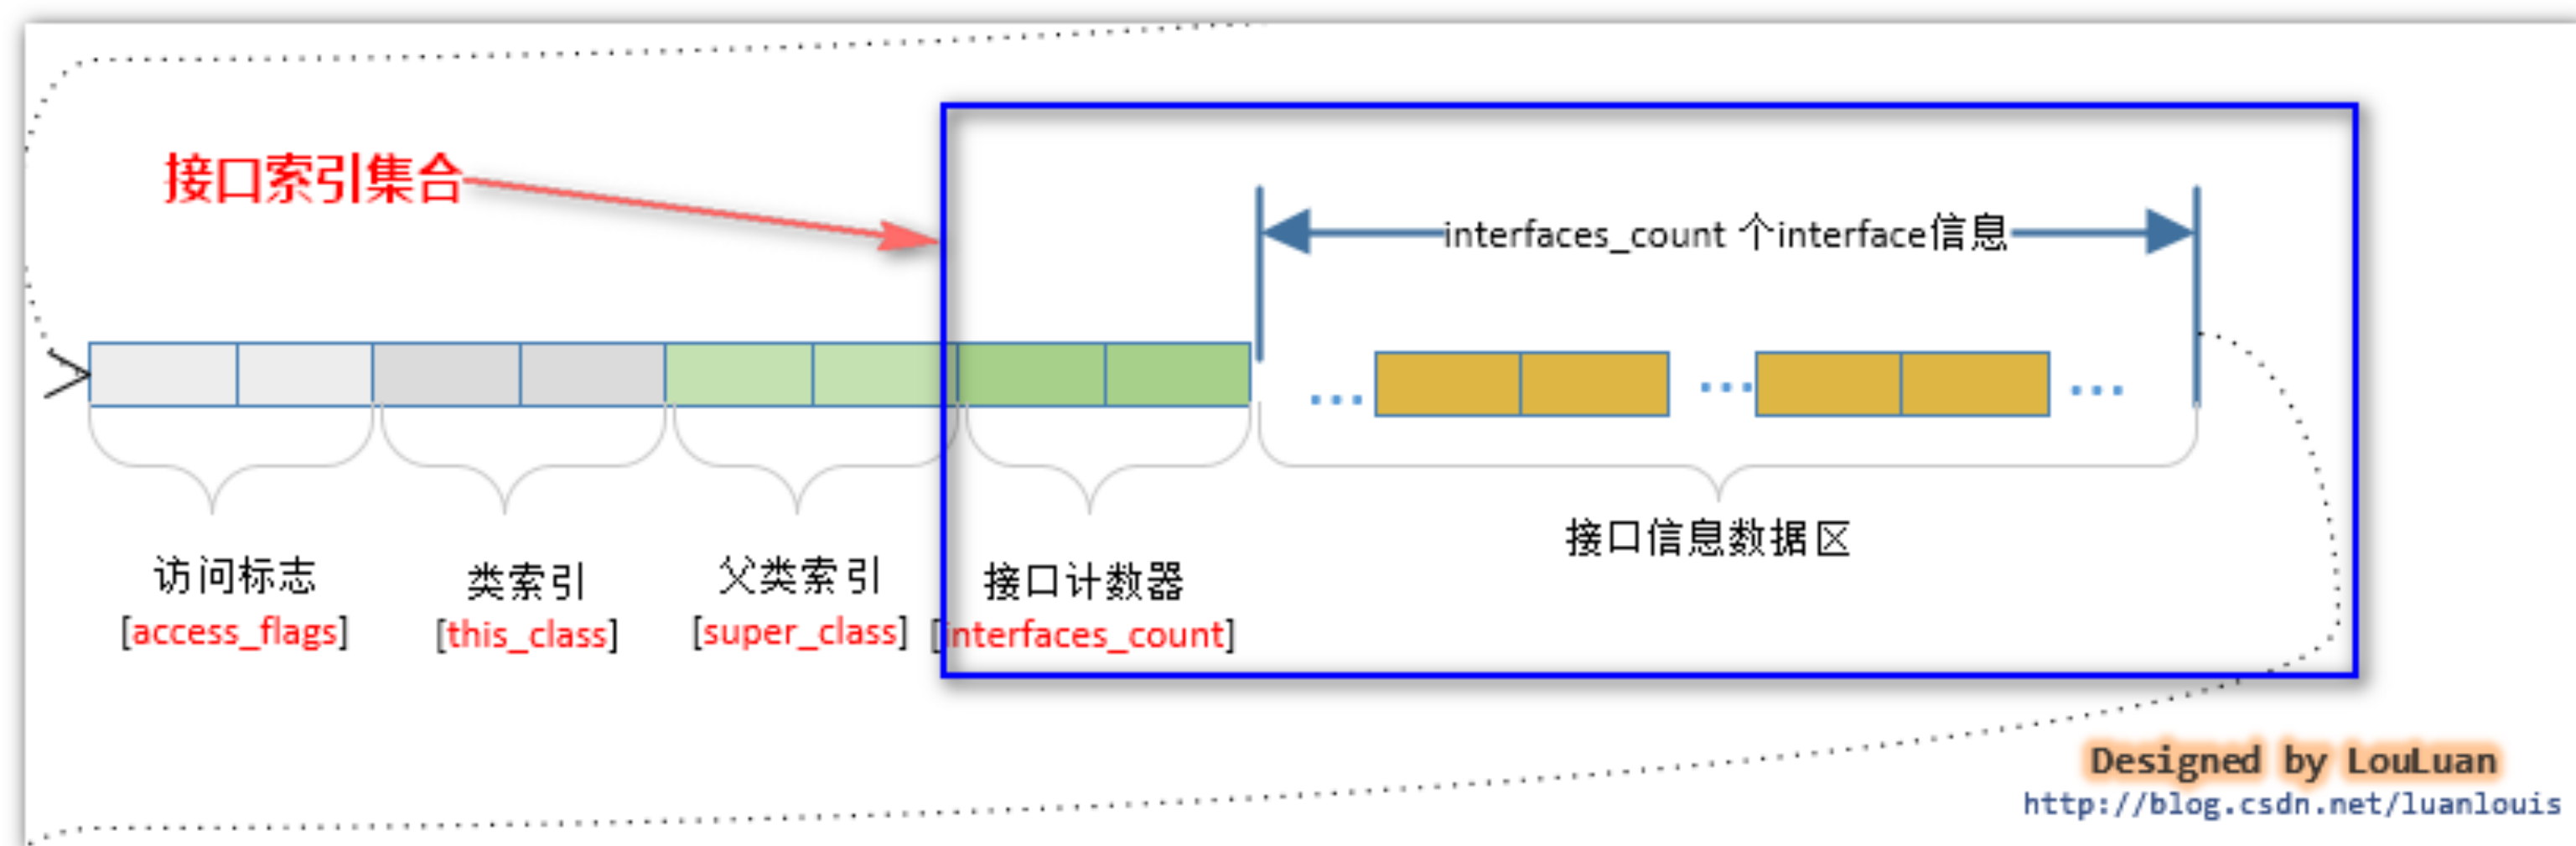 接口索引集合
interfaces_count 个interface信息
访问标志
[access_flags]
类索引
[this_class]
父类索引
[super_class]
接口计数器
[interfaces_count]
接口信息数据区
Designed by LouLuan
http://blog.csdn.net/luanlouis